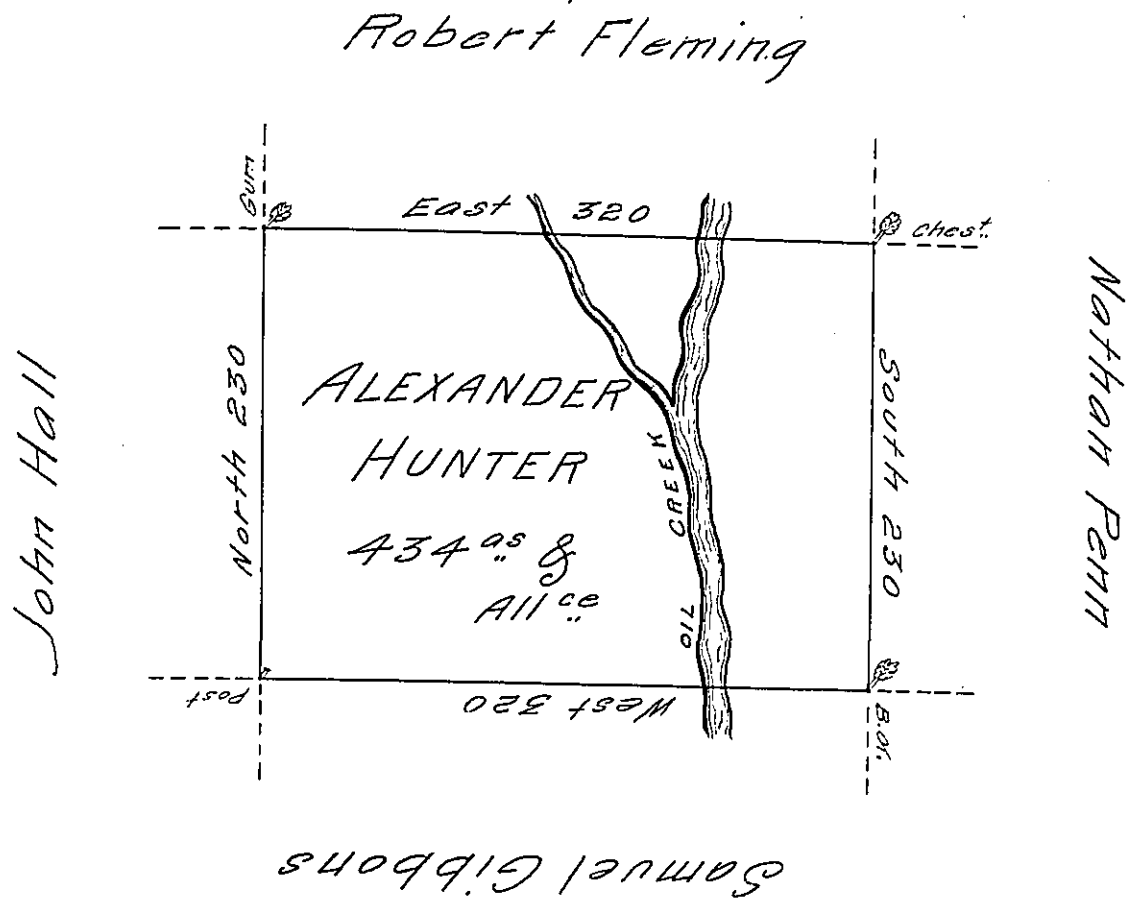 Robert Fleming
Gum
East 320
Chest.
John Hall
North 230
ALEXANDER
HUNTER
434 as &
All ce
OIL CREEK
South 230
Nathan Penn
Post
West 320
B.Ot.
Samuel Gibbons